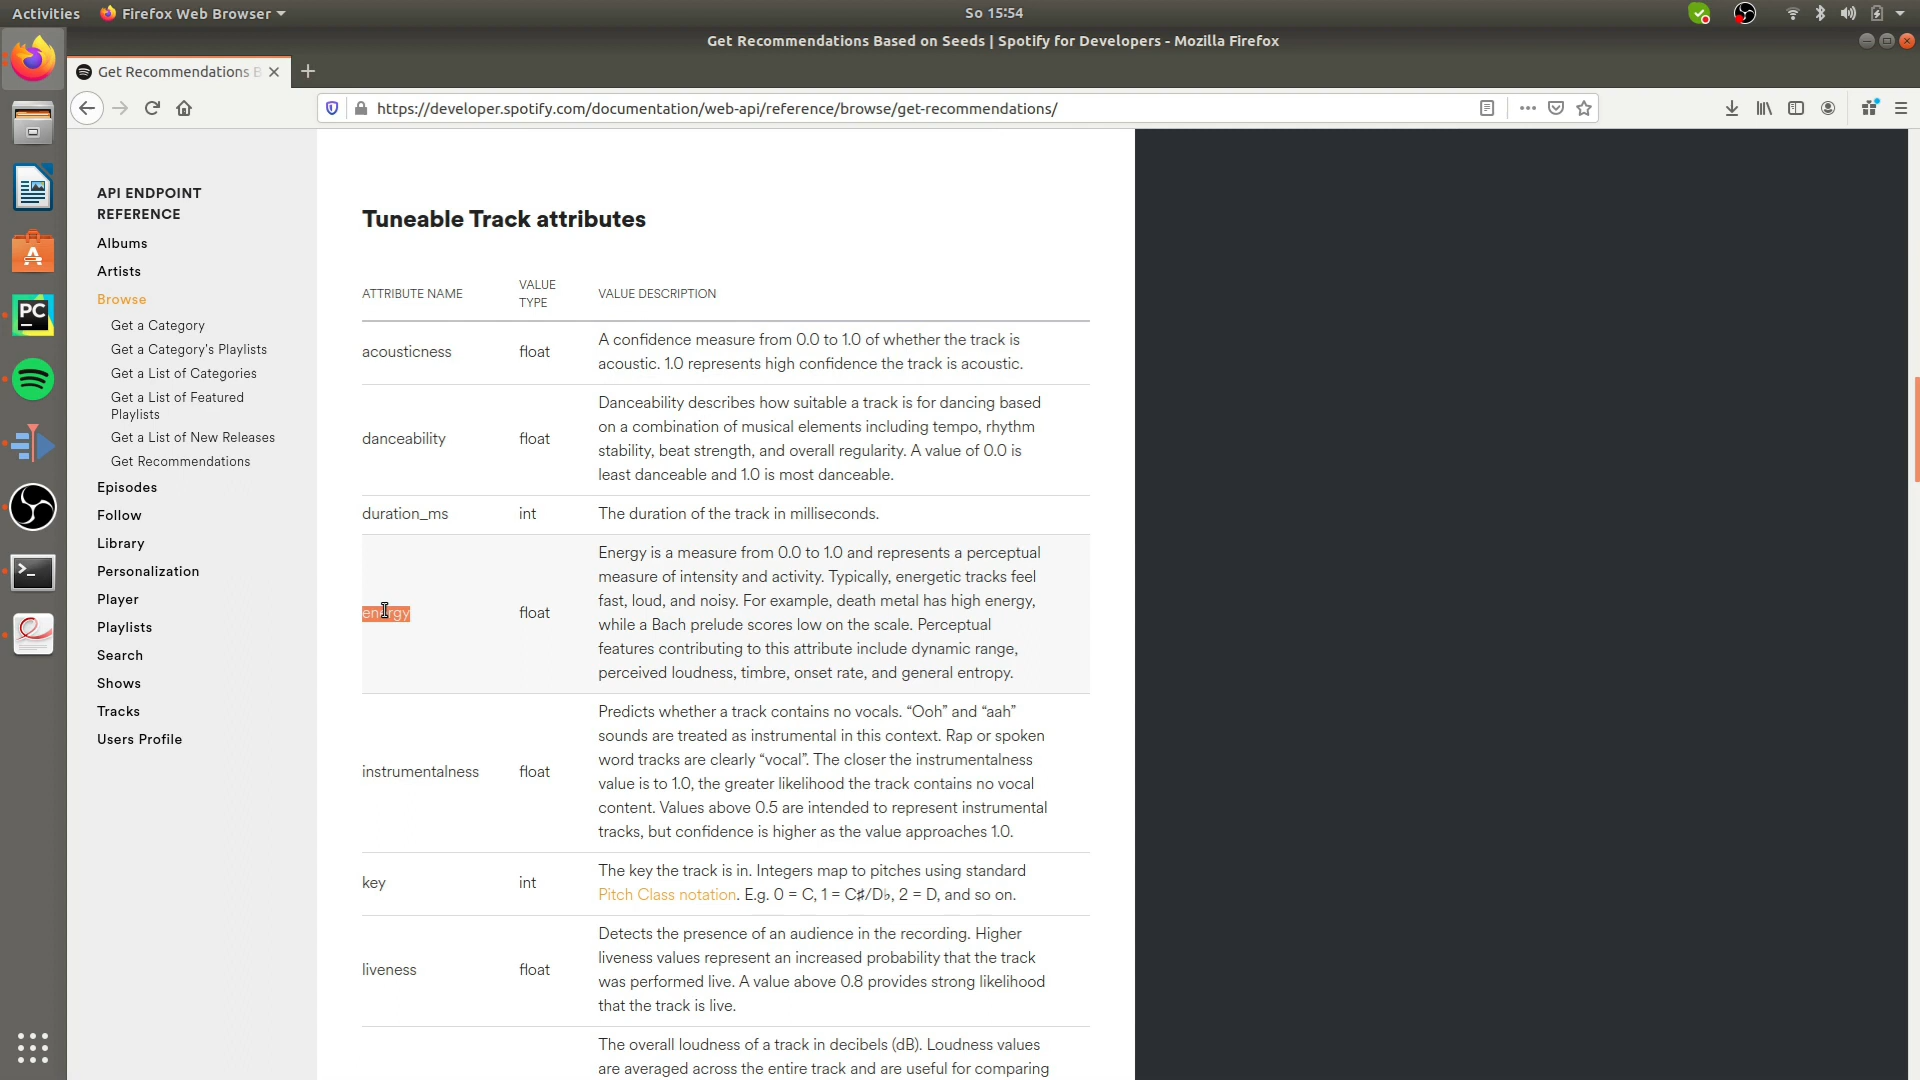 Activities
Firefox Web Browser
So 15:54
Get Recommendations Based on Seeds | Spotify for Developers - Mozilla Firefox
Get Recommendations B
https://developer.spotify.com/documentation/web-api/reference/browse/get-recommendations/
API ENDPOINT
REFERENCE
Albums
Artists
Browse
Get a Category
Get a Category's Playlists
Get a List of Categories
Get a List of Featured
Playlists
Get a List of New Releases
Get Recommendations
Episodes
Follow
Library
Personalization
Player
Playlists
Search
Shows
Tracks
Users Profile
Tuneable Track attributes
ATTRIBUTE NAME
VALUE
TYPE
VALUE DESCRIPTION
acousticness
float
A confidence measure from 0.0 to 1.0 of whether the track is
acoustic. 1.0 represents high confidence the track is acoustic.
danceability
float
Danceability describes how suitable a track is for dancing based
on a combination of musical elements including tempo, rhythm
stability, beat strength, and overall regularity. A value of 0.0 is
least danceable and 1.0 is most danceable.
duration_ms
int
The duration of the track in milliseconds.
energy
float
Energy is a measure from 0.0 to 1.0 and represents a perceptual
measure of intensity and activity. Typically, energetic tracks feel
fast, loud, and noisy. For example, death metal has high energy,
while a Bach prelude scores low on the scale. Perceptual
features contributing to this attribute include dynamic range,
perceived loudness, timbre, onset rate, and general entropy.
instrumentalness
float
Predicts whether a track contains no vocals. “Ooh” and “aah”
sounds are treated as instrumental in this context. Rap or spoken
word tracks are clearly “vocal”. The closer the instrumentalness
value is to 1.0, the greater likelihood the track contains no vocal
content. Values above 0.5 are intended to represent instrumental
tracks, but confidence is higher as the value approaches 1.0.
key
int
The key the track is in. Integers map to pitches using standard
Pitch Class notation. E.g. 0 = C, 1 = C♯/D♭, 2 = D, and so on.
liveness
float
Detects the presence of an audience in the recording. Higher
liveness values represent an increased probability that the track
was performed live. A value above 0.8 provides strong likelihood
that the track is live.
The overall loudness of a track in decibels (dB). Loudness values
are averaged across the entire track and are useful for comparing
PC